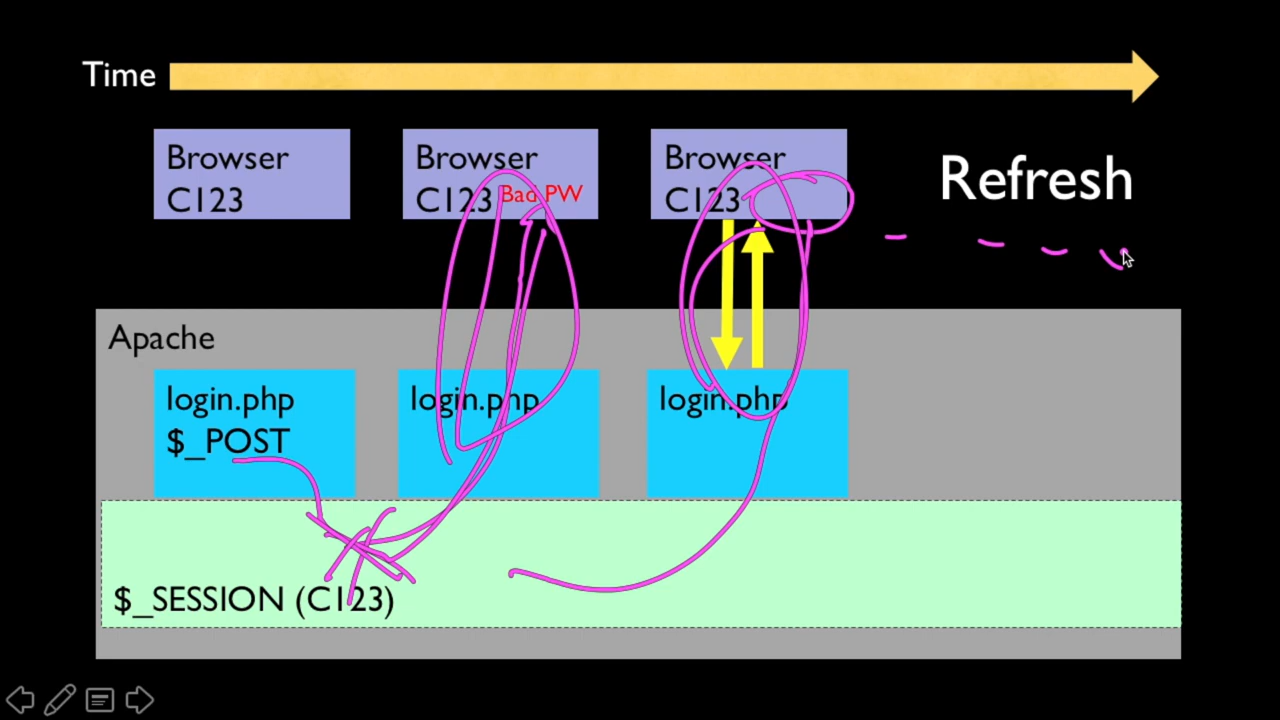 Time
Browser
C123
Browser
C123 Bad PW
Browser
C123
Refresh
Apache
login.php
$_POST
login.php
login.php
$_SESSION (C123)